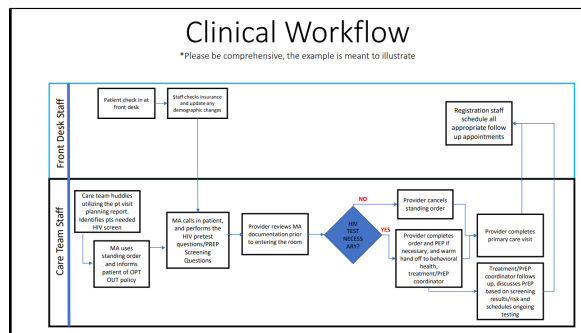 Clinical Workflow
*Please be comprehensive, the example is meant to illustrate
Front Desk Staff
Patient check in at
front desk
Staff checks insurance
and update any
demographic changes
Registration staff
schedule all
appropriate follow
up appointments
Care Team Staff
Care team huddles
utilizing the pt visit
planning report.
Identifies pts needed
HIV screen
MA uses
standing order and
informs patient of OPT
OUT policy
MA calls in patient, and
performs the
HIV pretest
questions/PREP
Screening
Questions
Provider reviews MA
documentation prior to
entering the room
HIV
TEST
NECESS
ARY?
NO
YES
Provider cancels
standing order
Provider completes
order and PEP if
necessary, and warm
hand off to behavioral
health,
treatment/PrEP
coordinator
Provider completes
primary care visit
Treatment/PrEP
coordinator follows
up, discusses PrEP
based on screening
results/risk and
schedules ongoing
testing